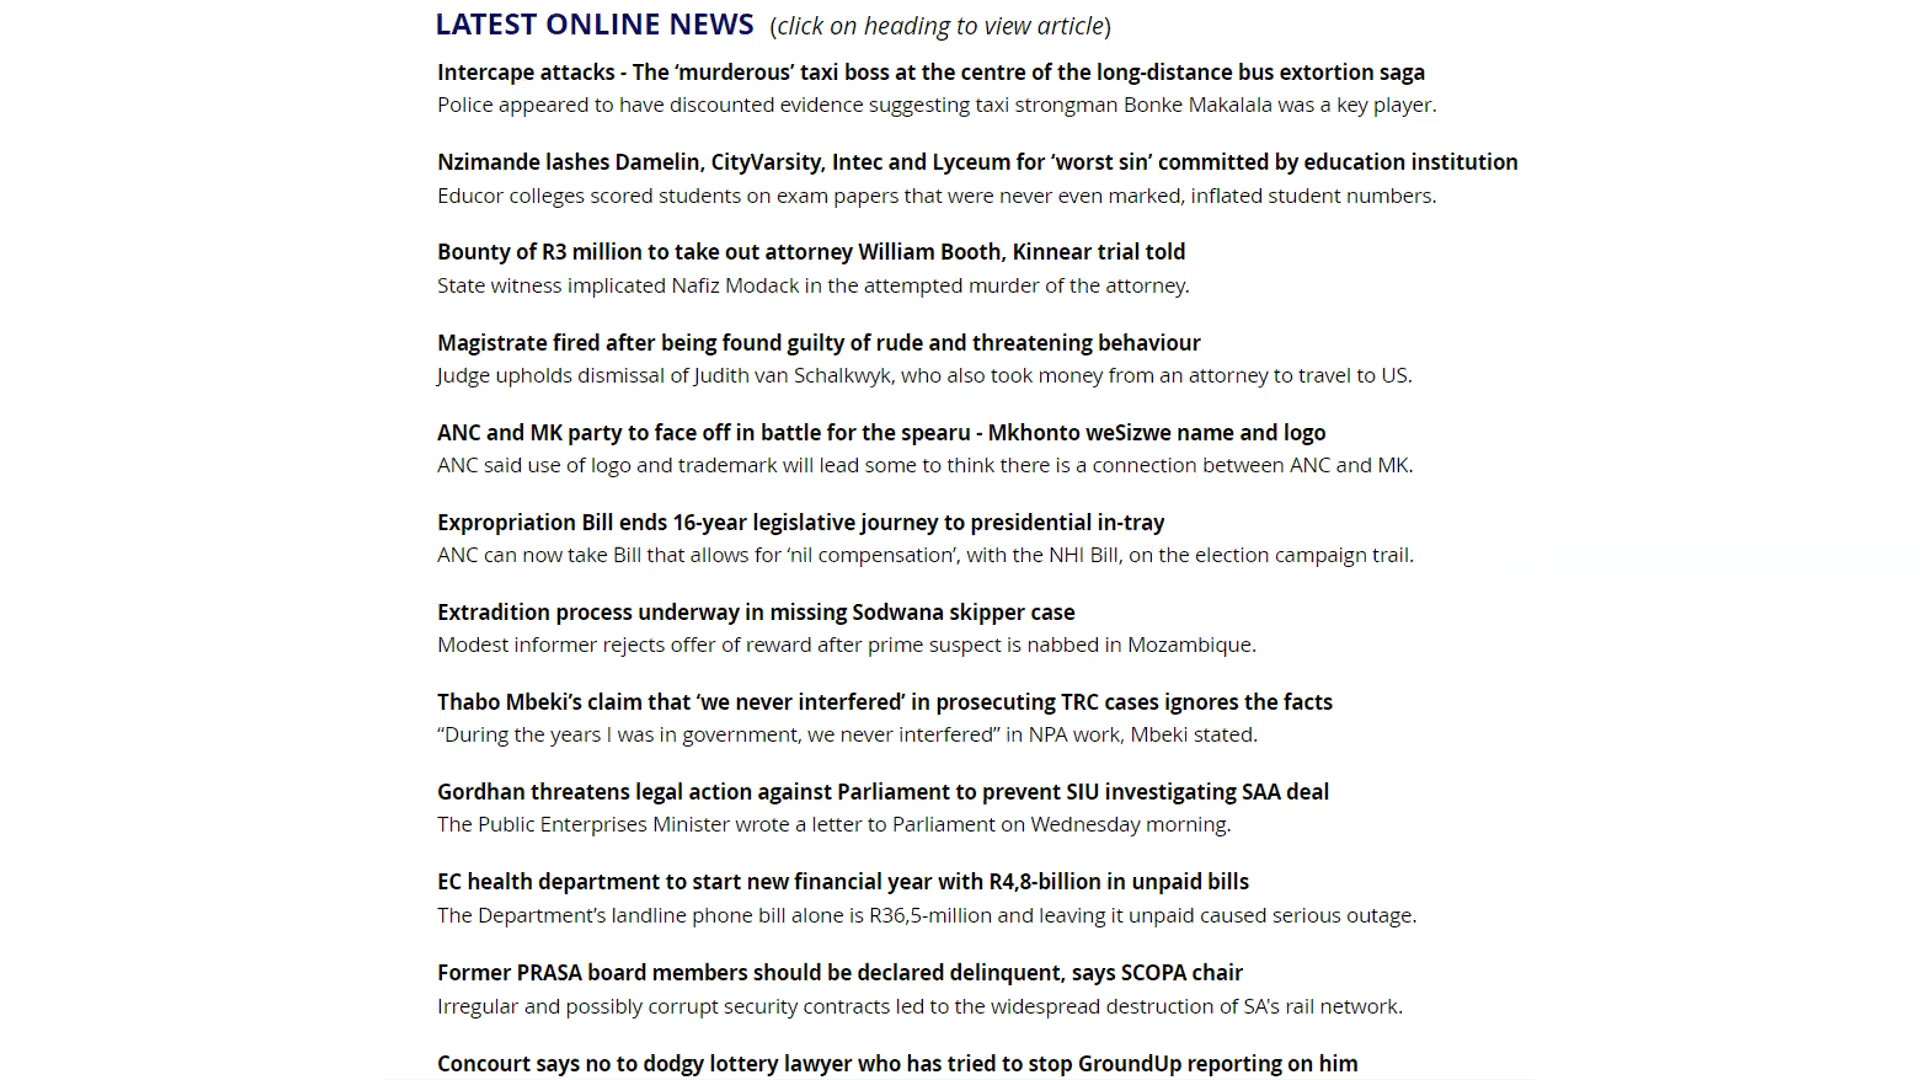 LATEST ONLINE NEWS (click on heading to view article)
Intercape attacks - The ‘murderous’ taxi boss at the centre of the long-distance bus extortion saga
Police appeared to have discounted evidence suggesting taxi strongman Bonke Makalala was a key player.
Nzimande lashes Damelin, CityVarsity, Intec and Lyceum for ‘worst sin’ committed by education institution
Educor colleges scored students on exam papers that were never even marked, inflated student numbers.
Bounty of R3 million to take out attorney William Booth, Kinnear trial told
State witness implicated Nafiz Modack in the attempted murder of the attorney.
Magistrate fired after being found guilty of rude and threatening behaviour
Judge upholds dismissal of Judith van Schalkwyk, who also took money from an attorney to travel to US.
ANC and MK party to face off in battle for the spearu - Mkhonto weSizwe name and logo
ANC said use of logo and trademark will lead some to think there is a connection between ANC and MK.
Expropriation Bill ends 16-year legislative journey to presidential in-tray
ANC can now take Bill that allows for ‘nil compensation’, with the NHI Bill, on the election campaign trail.
Extradition process underway in missing Sodwana skipper case
Modest informer rejects offer of reward after prime suspect is nabbed in Mozambique.
Thabo Mbeki’s claim that ‘we never interfered’ in prosecuting TRC cases ignores the facts
“During the years I was in government, we never interfered” in NPA work, Mbeki stated.
Gordhan threatens legal action against Parliament to prevent SIU investigating SAA deal
The Public Enterprises Minister wrote a letter to Parliament on Wednesday morning.
EC health department to start new financial year with R4,8-billion in unpaid bills
The Department’s landline phone bill alone is R36,5-million and leaving it unpaid caused serious outage.
Former PRASA board members should be declared delinquent, says SCOPA chair
Irregular and possibly corrupt security contracts led to the widespread destruction of SA's rail network.
Concourt says no to dodgy lottery lawyer who has tried to stop GroundUp reporting on him